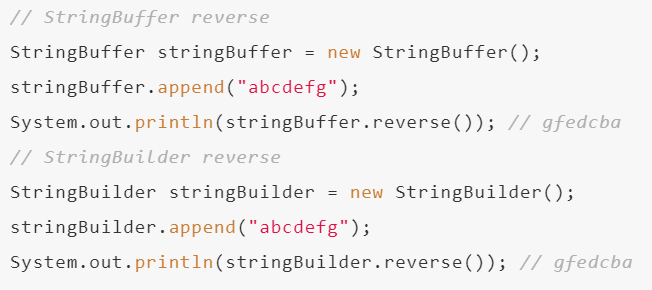 // StringBuffer reverse
StringBuffer stringBuffer = new StringBuffer();
stringBuffer.append("abcdefg");
System.out.println(stringBuffer.reverse()); // gfedcba
// StringBuilder reverse
StringBuilder stringBuilder = new StringBuilder();
stringBuilder.append("abcdefg");
System.out.println(stringBuilder.reverse()); // gfedcba